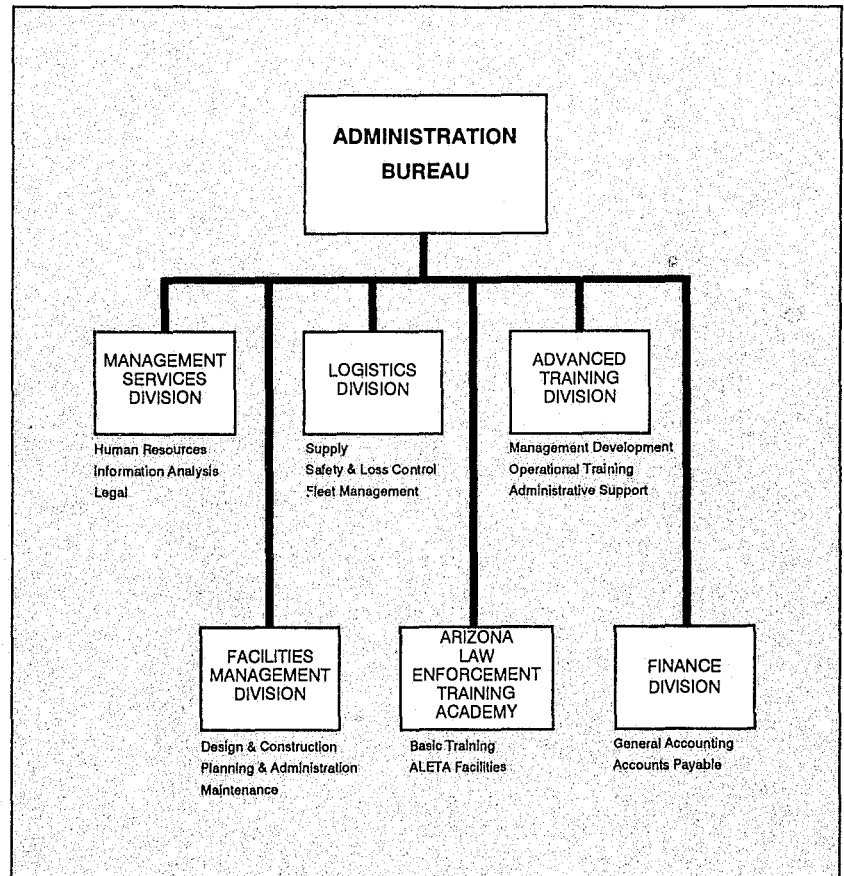 ADMINISTRATION
BUREAU
MANAGEMENT
SERVICES
DIVISION
Human Resources
Information Analysis
Legal
LOGISTICS
DIVISION
Supply
Safety & Loss Control
Fleet Management
ADVANCED
TRAINING
DIVISION
Management Development
Operational Training
Administrative Support
FACILITIES
MANAGEMENT
DIVISION
Design & Construction
Planning & Administration
Maintenance
ARIZONA
LAW
ENFORCEMENT
TRAINING
ACADEMY
Basic Training
ALETA Facilities
FINANCE
DIVISION
General Accounting
Accounts Payable